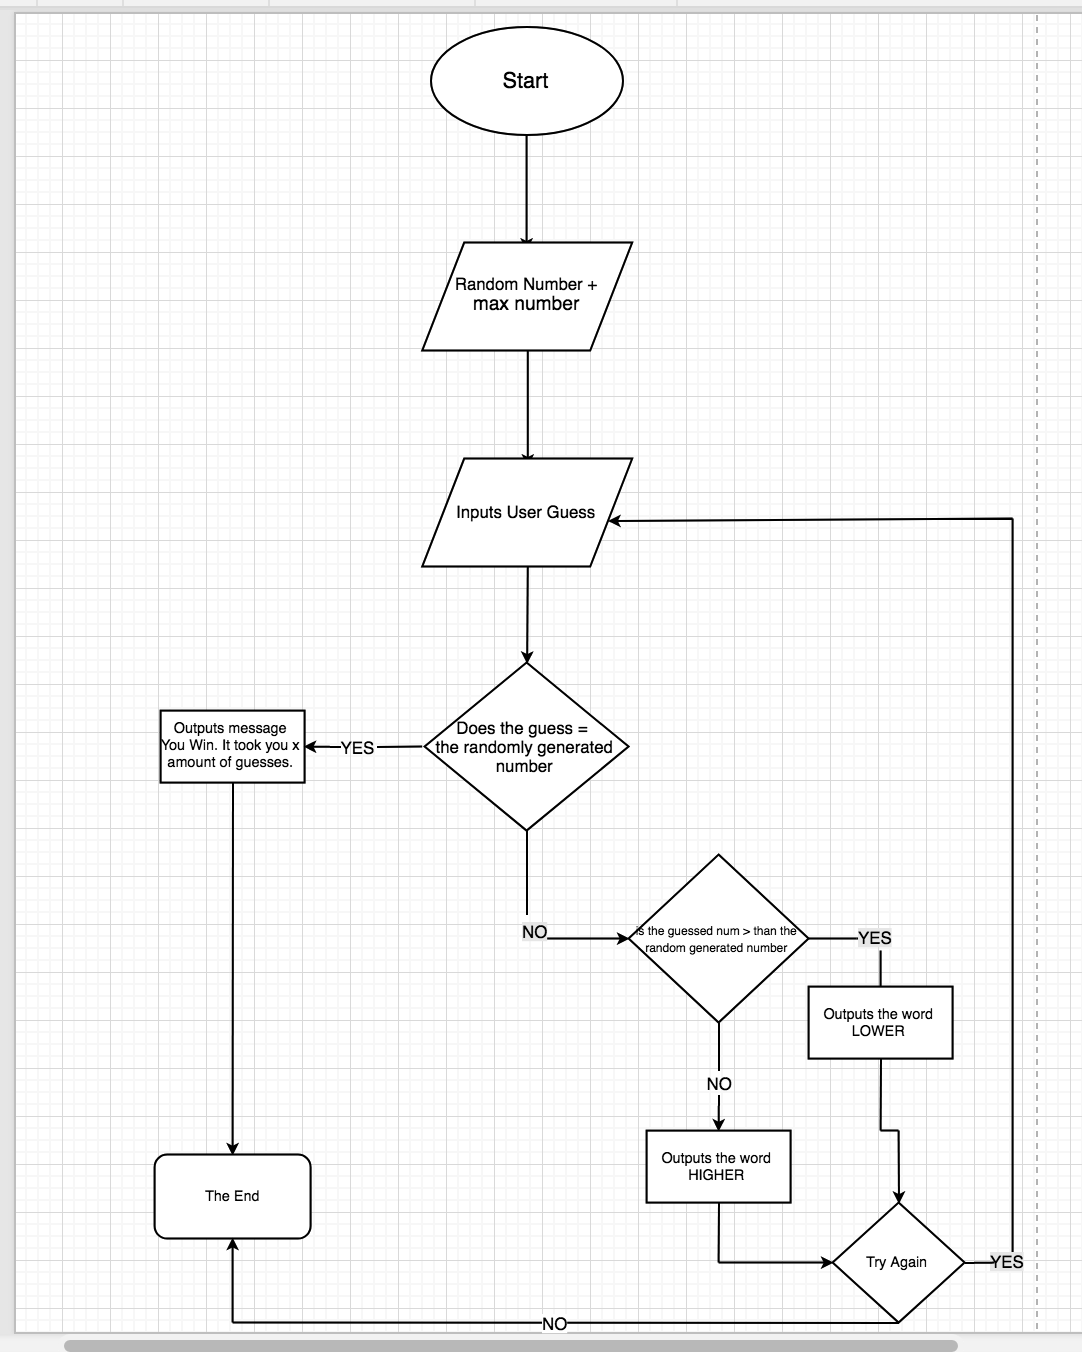 Start
Random Number +
max number
Inputs User Guess
Does the guess =
the randomly generated
number
YES
Outputs message
You Win. It took you x
amount of guesses.
NO
is the guessed num > than the
random generated number
YES
Outputs the word
LOWER
NO
Outputs the word
HIGHER
The End
Try Again
YES
NO